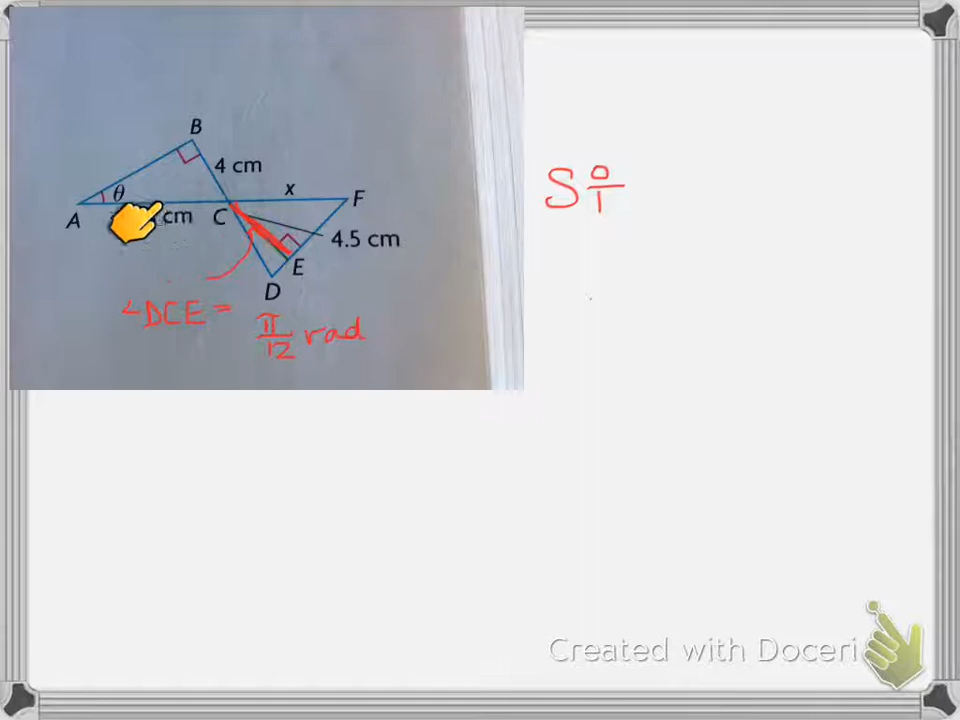 B
4 cm
θ
x
F
A
cm
C
4.5 cm
E
D
∠DCE = π/12 rad
S o/
Created with Doceri